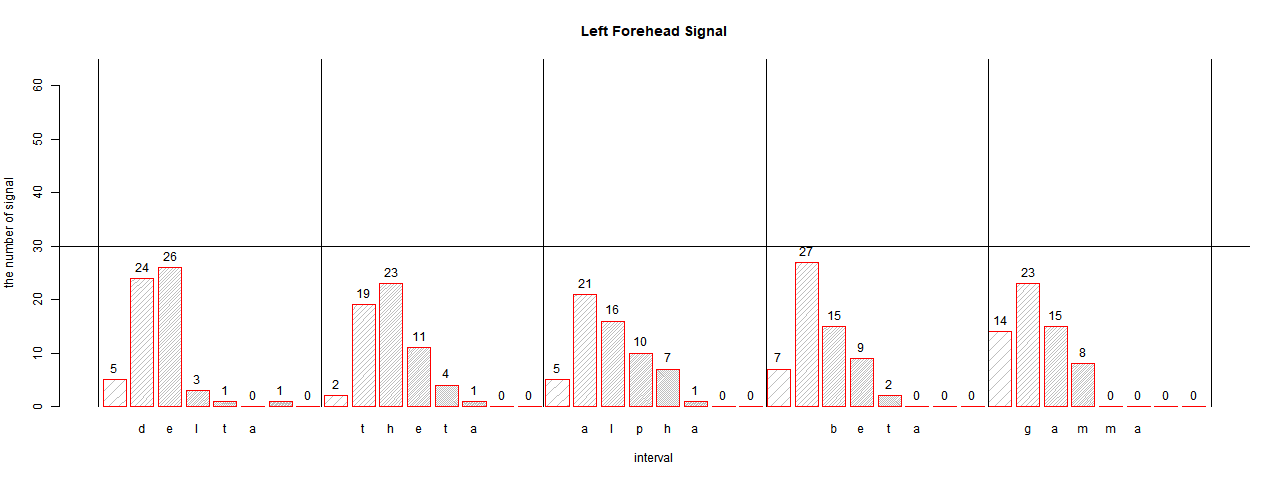 Left Forehead Signal
the number of signal
60
50
40
30
20
10
0
5 24 26 3 1 0 1 0 2 19 23 11 4 1 0 0 5 21 16 10 7 1 0 0 7 27 15 9 2 0 0 0 14 23 15 8 0 0 0 0
d e l t a t h e t a a l p h a b e t a g a m m a
interval